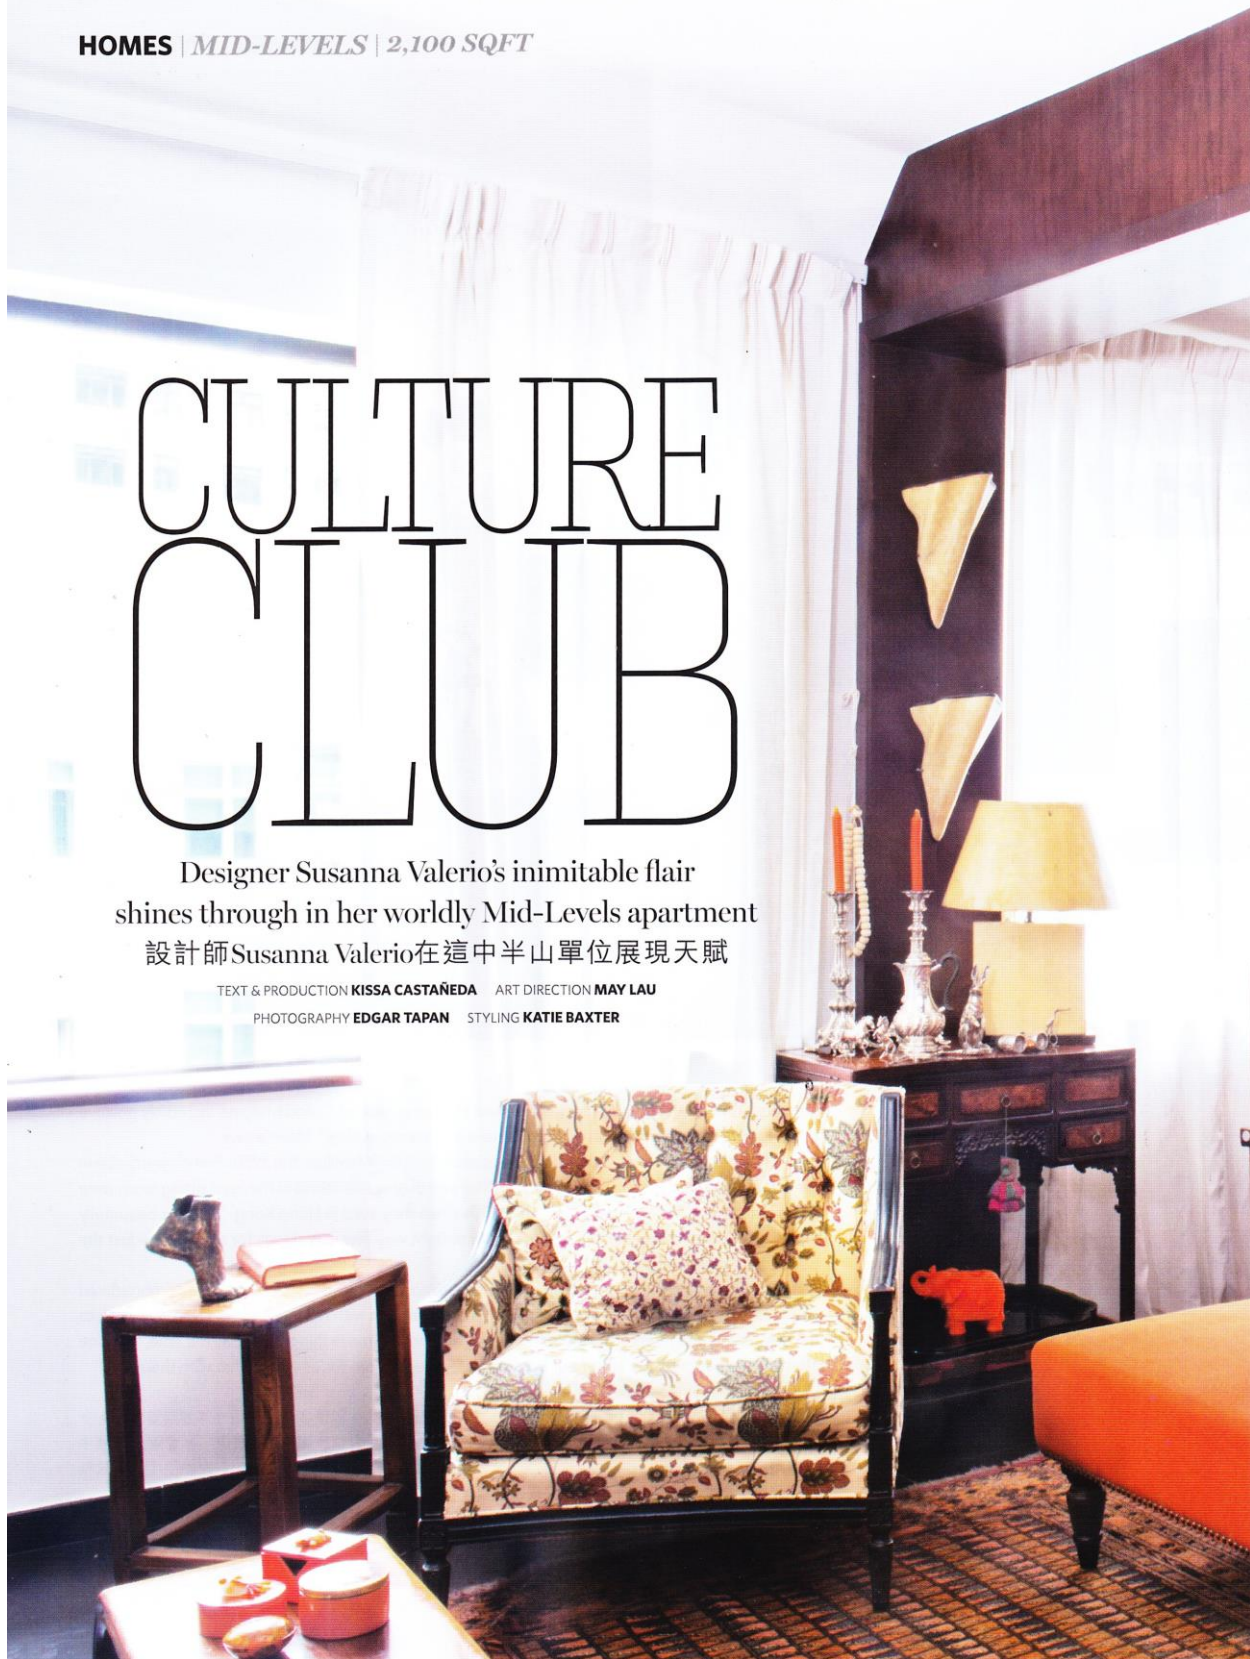 HOMES | MID-LEVELS | 2,100 SQFT
CULTURE
CLUB
Designer Susanna Valerio's inimitable flair
shines through in her worldly Mid-Levels apartment
設計師Susanna Valerio在這中半山單位展現天賦
TEXT & PRODUCTION KISSA CASTAÑEDA ART DIRECTION MAY LAU
PHOTOGRAPHY EDGAR TAPAN STYLING KATIE BAXTER